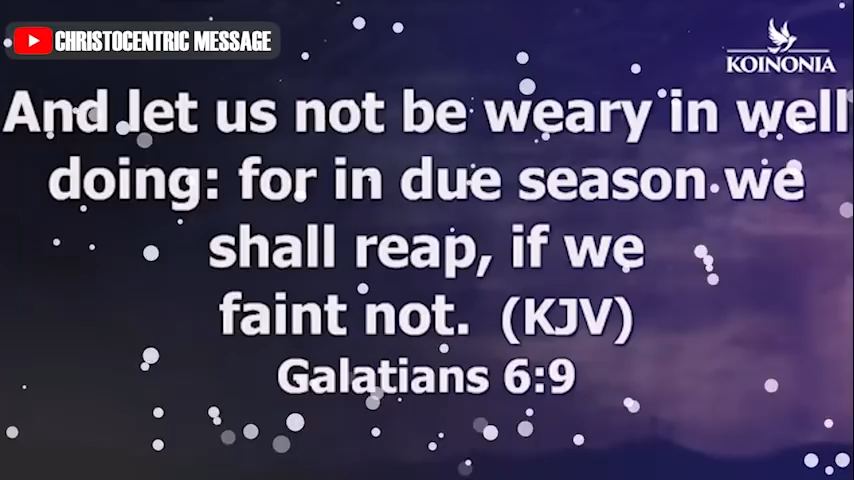 CHRISTOCENTRIC MESSAGE
KOINONIA
And let us not be weary in well
doing: for in due season we
shall reap, if we
faint not. (KJV)
Galatians 6:9